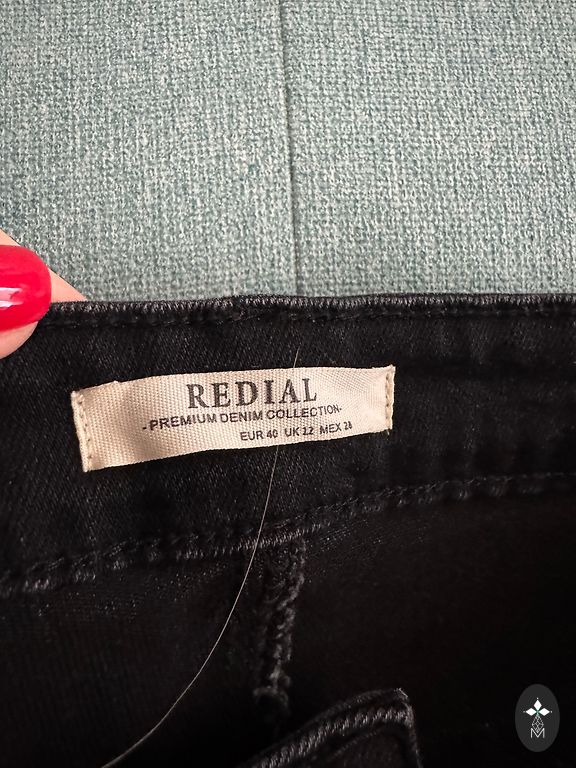 REDIAL
-PREMIUM DENIM COLLECTION-
EUR 40 UK 12 MEX 28
M